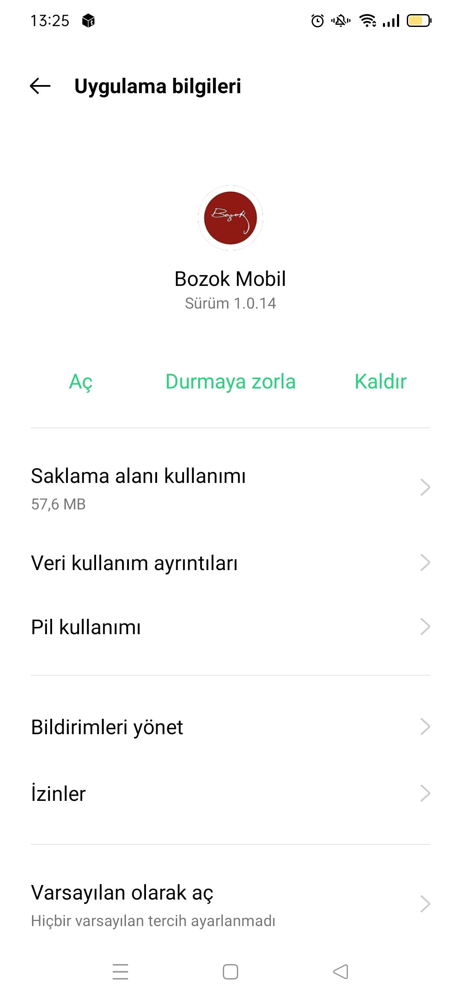 13:25
Uygulama bilgileri
Bozok
Bozok Mobil
Sürüm 1.0.14
Aç Durmaya zorla Kaldır
Saklama alanı kullanımı
57,6 MB
Veri kullanım ayrıntıları
Pil kullanımı
Bildirimleri yönet
İzinler
Varsayılan olarak aç
Hiçbir varsayılan tercih ayarlanmadı